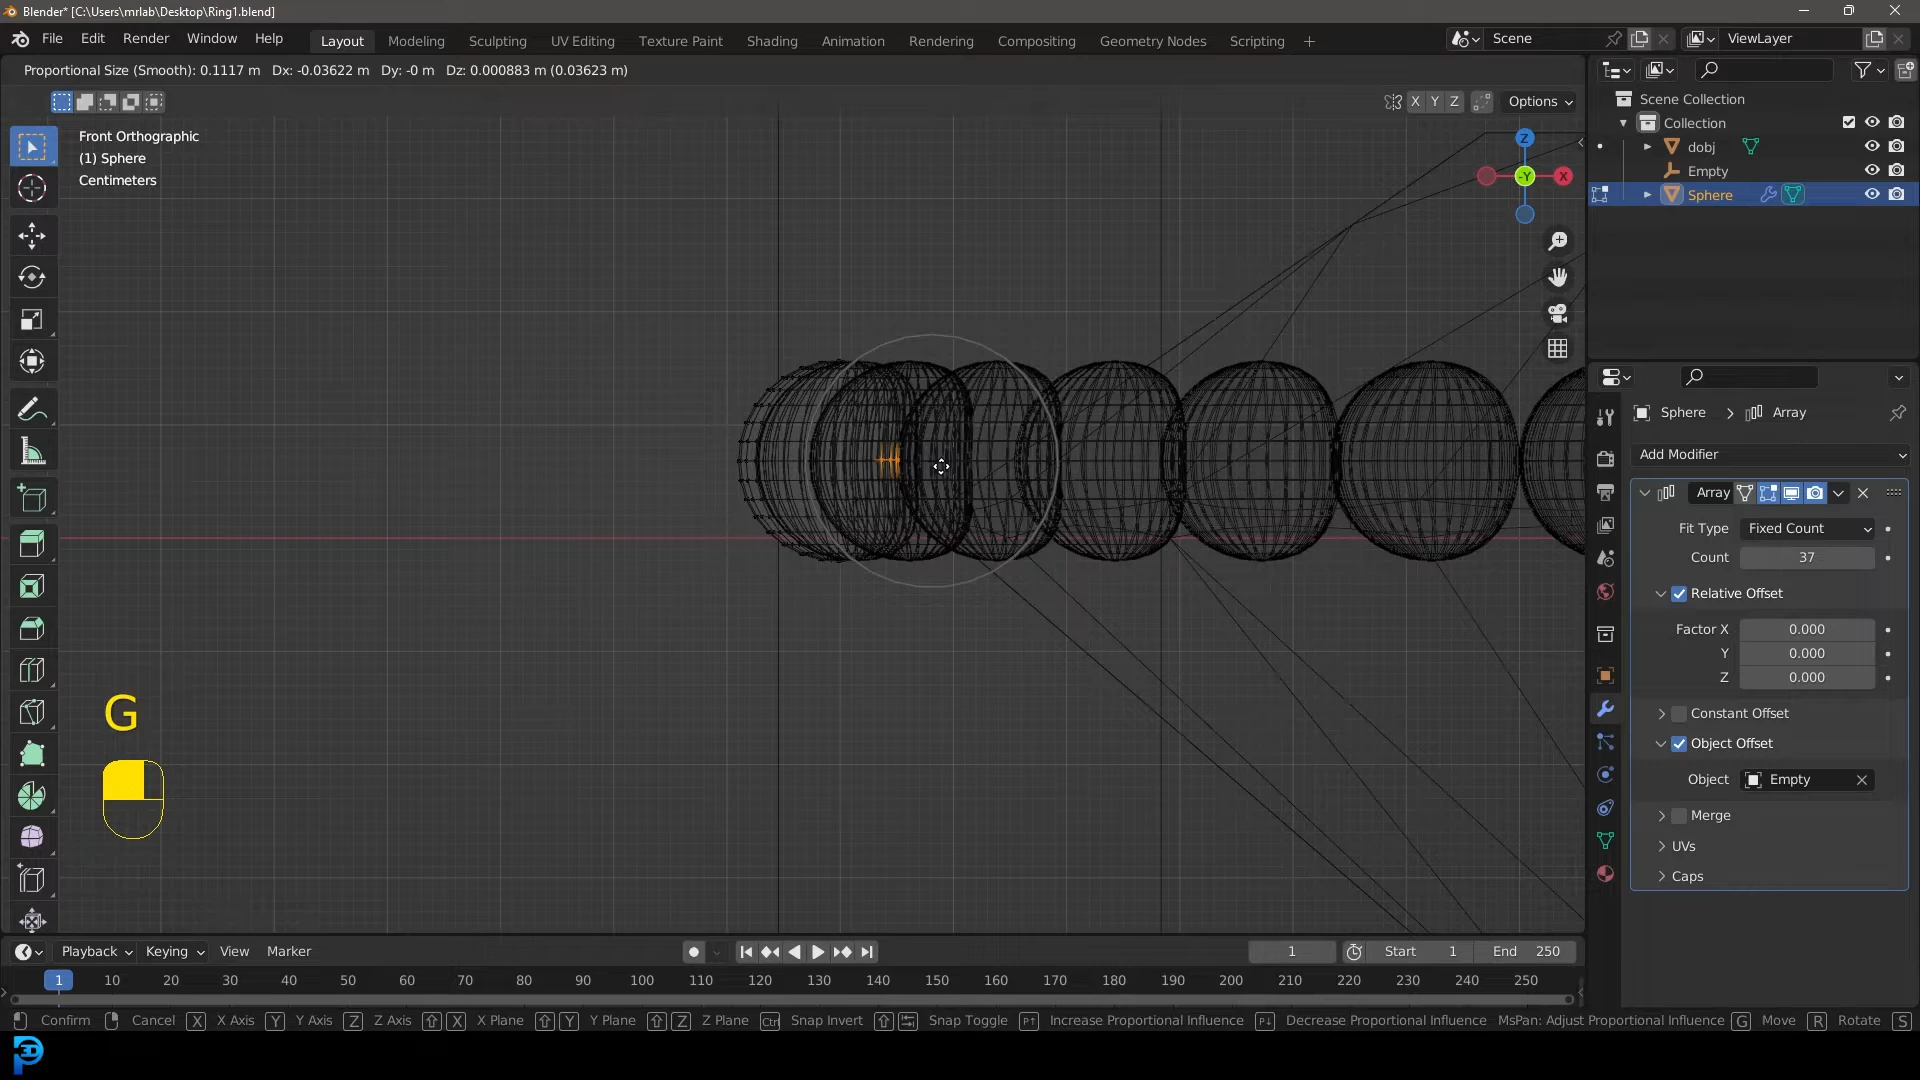 Blender* [C:\Users\mrlab\Desktop\Ring1.blend]
File Edit Render Window Help Layout Modeling Sculpting UV Editing Texture Paint Shading Animation Rendering Compositing Geometry Nodes Scripting + Scene ViewLayer
Proportional Size (Smooth): 0.1117 m Dx: -0.03622 m Dy: -0 m Dz: 0.000883 m (0.03623 m)
X Y Z Options
Front Orthographic
(1) Sphere
Centimeters
Z
-Y
X
Scene Collection
Collection
dobj
Empty
Sphere
Sphere > Array
Add Modifier
Array
Fit Type Fixed Count
Count 37
Relative Offset
Factor X 0.000
Y 0.000
Z 0.000
Constant Offset
Object Offset
Object Empty
Merge
UVs
Caps
G
Playback Keying View Marker 1 Start 1 End 250
1 10 20 30 40 50 60 70 80 90 100 110 120 130 140 150 160 170 180 190 200 210 220 230 240 250
Confirm Cancel X X Axis Y Y Axis Z Z Axis X X Plane Y Y Plane Z Z Plane Ctrl Snap Invert Snap Toggle P↑ Increase Proportional Influence P↓ Decrease Proportional Influence MsPan: Adjust Proportional Influence G Move R Rotate S